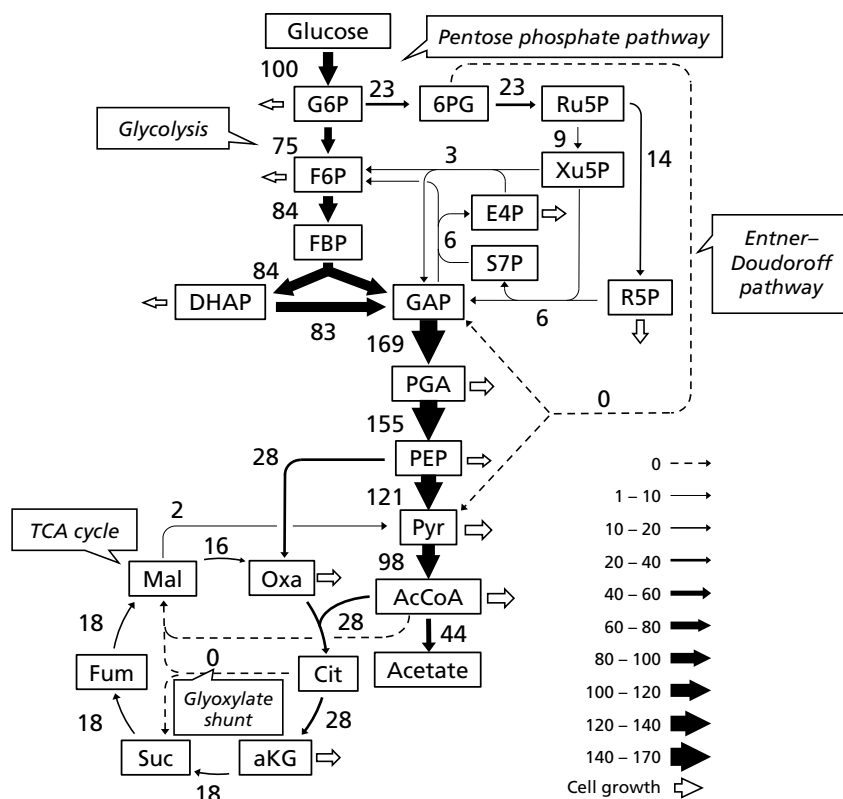 Glucose
Pentose phosphate pathway
100
G6P
23
6PG
23
Ru5P
Glycolysis
75
9
14
3
F6P
Xu5P
84
E4P
FBP
6
S7P
Entner–
Doudoroff
pathway
84
DHAP
83
GAP
6
R5P
169
PGA
0
155
28
PEP
0
121
1 – 10
2
Pyr
TCA cycle
10 – 20
16
98
20 – 40
Mal
Oxa
AcCoA
40 – 60
18
28
44
60 – 80
0
Fum
Cit
Acetate
80 – 100
Glyoxylate
shunt
100 – 120
18
28
120 – 140
Suc
aKG
140 – 170
18
Cell growth